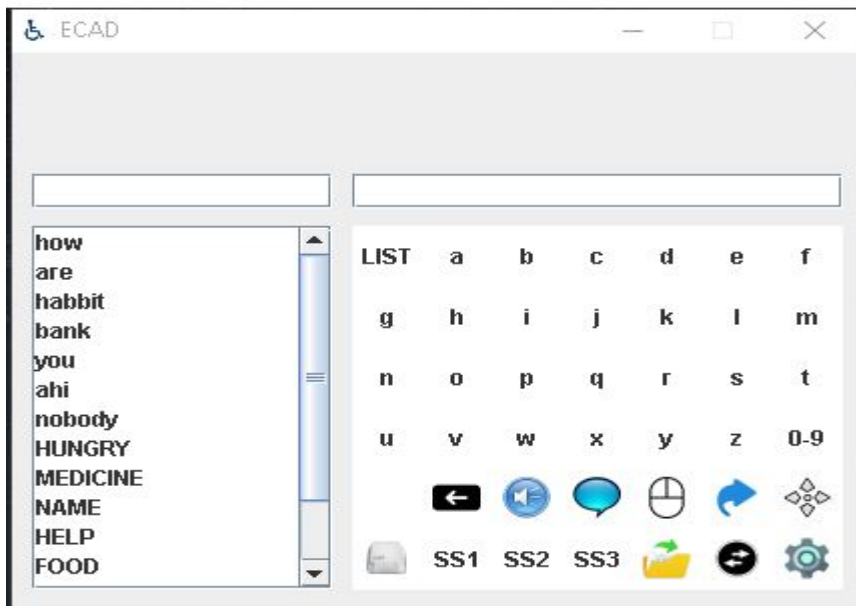 ECAD
how
are
habbit
bank
you
ahi
nobody
HUNGRY
MEDICINE
NAME
HELP
FOOD
LIST a b c d e f
g h i j k l m
n o p q r s t
u v w x y z 0-9
SS1 SS2 SS3